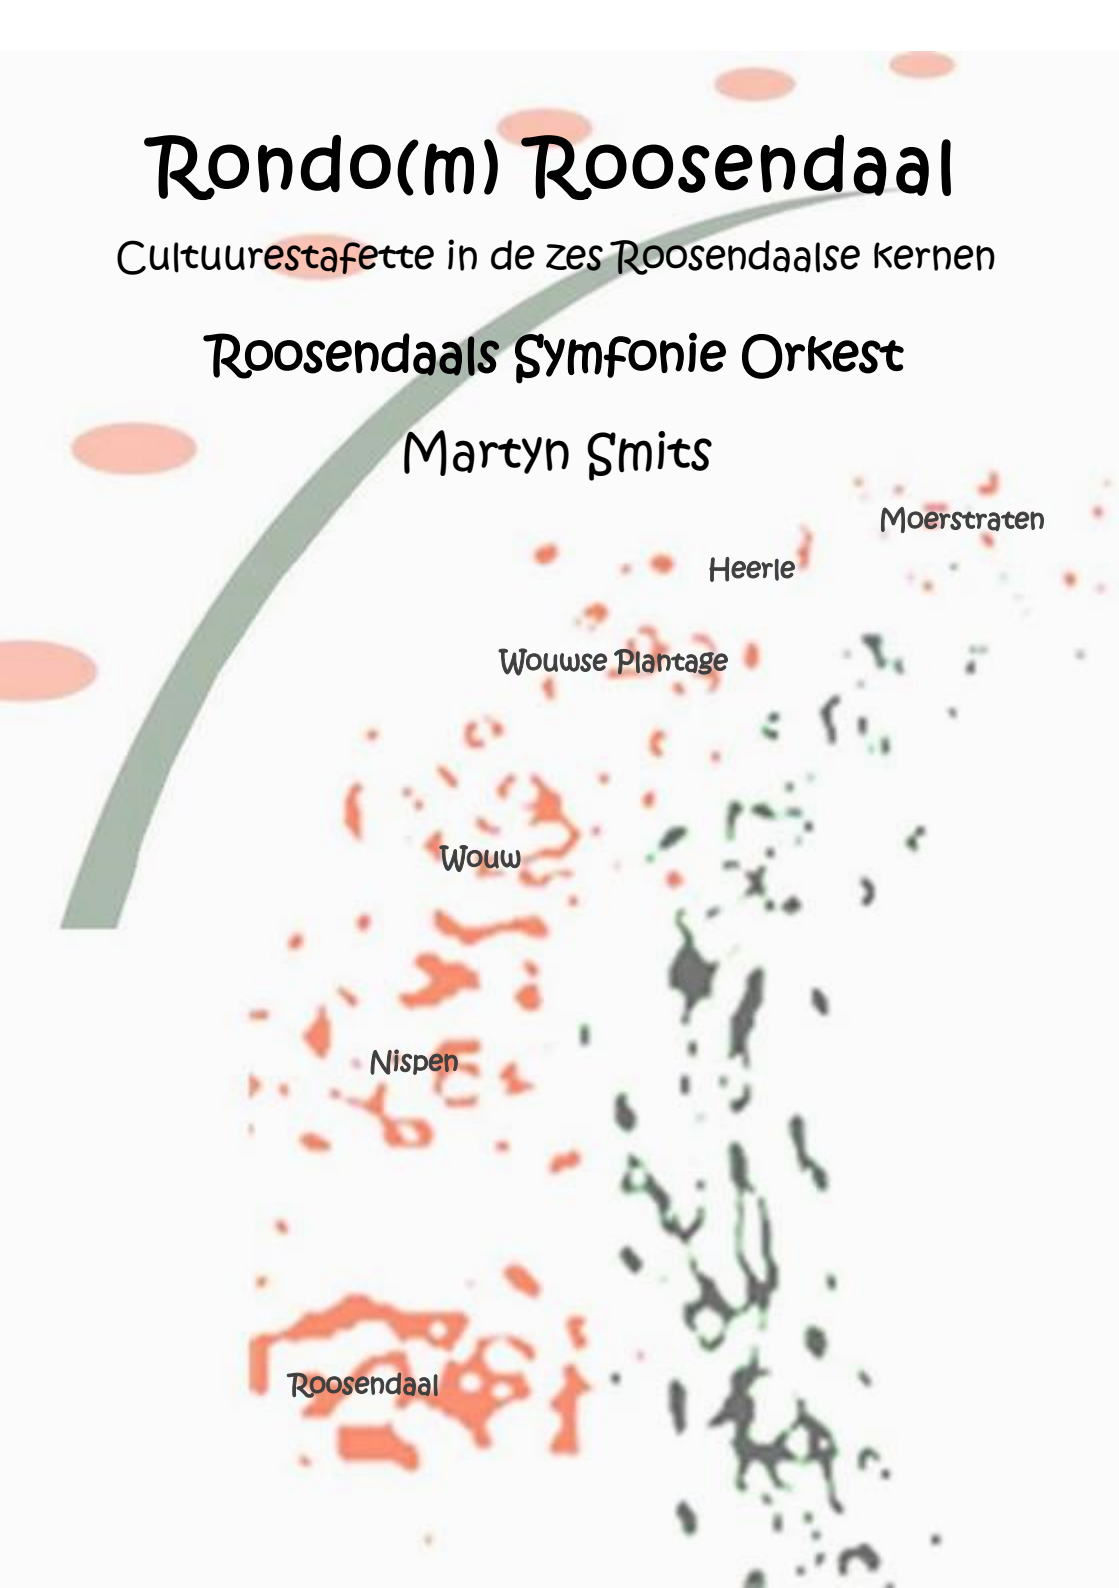 Rondo(m) Roosendaal
Cultuurestafette in de zes Roosendaalse kernen
Roosendaals Symfonie Orkest
Martyn Smits
Moerstraten
Heerle
Wouwse Plantage
Wouw
Nispen
Roosendaal